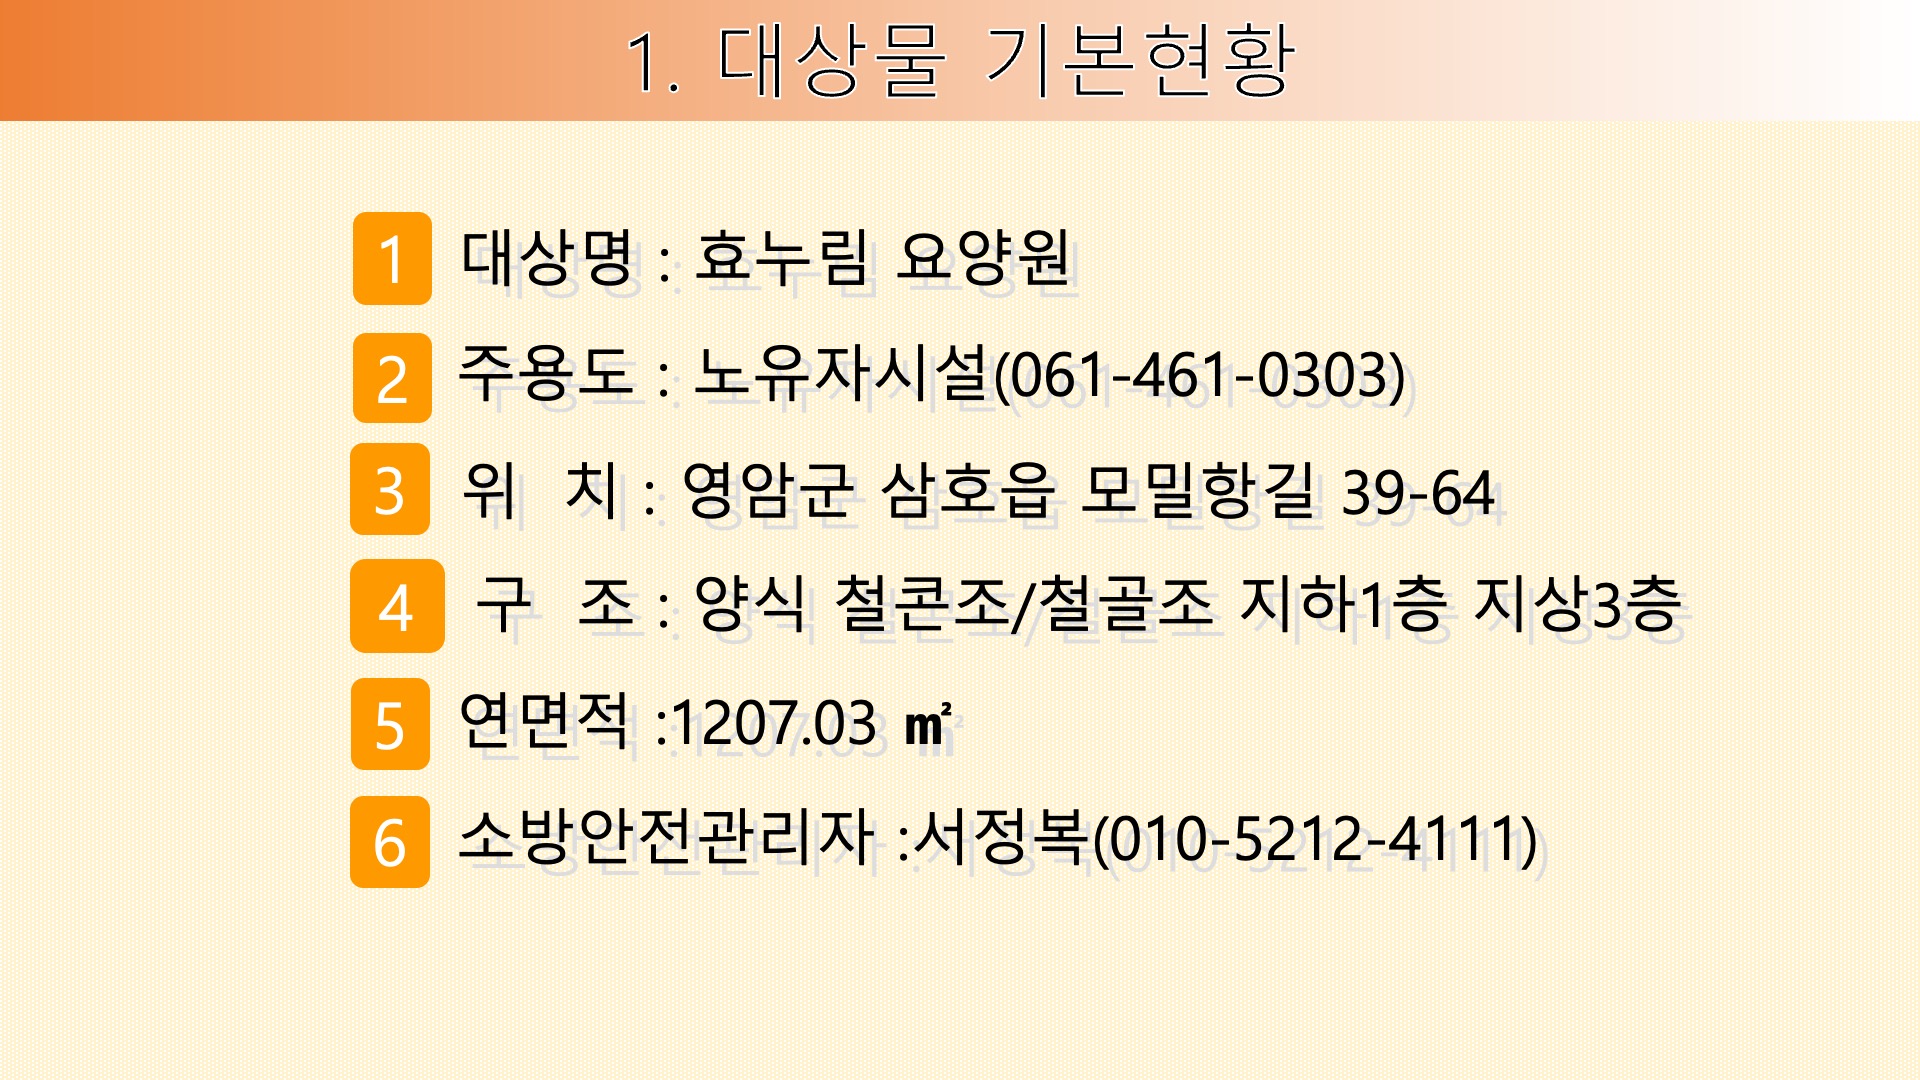 1. 대상물 기본현황
1 대상명 : 효누림 요양원
2 주용도 : 노유자시설(061-461-0303)
3 위 치 : 영암군 삼호읍 모밀항길 39-64
4 구 조 : 양식 철콘조/철골조 지하1층 지상3층
5 연면적 :1207.03 ㎡
6 소방안전관리자 :서정복(010-5212-4111)